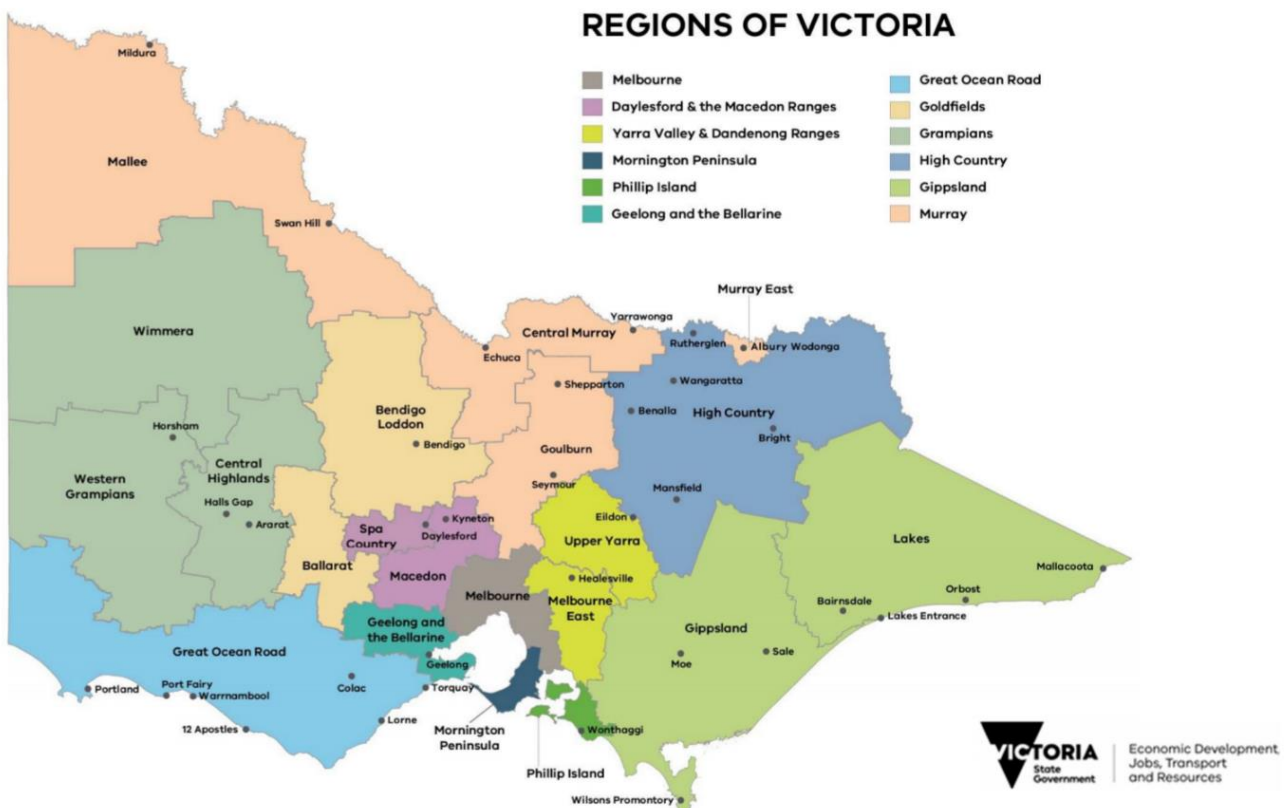 REGIONS OF VICTORIA
Melbourne
Daylesford & the Macedon Ranges
Yarra Valley & Dandenong Ranges
Mornington Peninsula
Phillip Island
Geelong and the Bellarine
Great Ocean Road
Goldfields
Grampians
High Country
Gippsland
Murray
Mildura
Mallee
Swan Hill
Wimmera
Murray East
Yarrawonga
Central Murray
Rutherglen
Albury Wodonga
Echuca
Shepparton
Wangaratta
Benalla
High Country
Bright
Bendigo
Loddon
Bendigo
Horsham
Goulburn
Central
Highlands
Western
Grampians
Seymour
Mansfield
Halls Gap
Ararat
Eildon
Kyneton
Spa
Country
Daylesford
Upper Yarra
Lakes
Ballarat
Macedon
Healesville
Mallacoota
Melbourne
Melbourne
East
Orbost
Bairnsdale
Lakes Entrance
Geelong and
the Bellarine
Gippsland
Great Ocean Road
Geelong
Moe
Sale
Colac
Torquay
Portland
Port Fairy
Warrnambool
Lorne
12 Apostles
Mornington
Peninsula
Wonthaggi
Phillip Island
Wilsons Promontory
VICTORIA
State
Government
Economic Development,
Jobs, Transport
and Resources